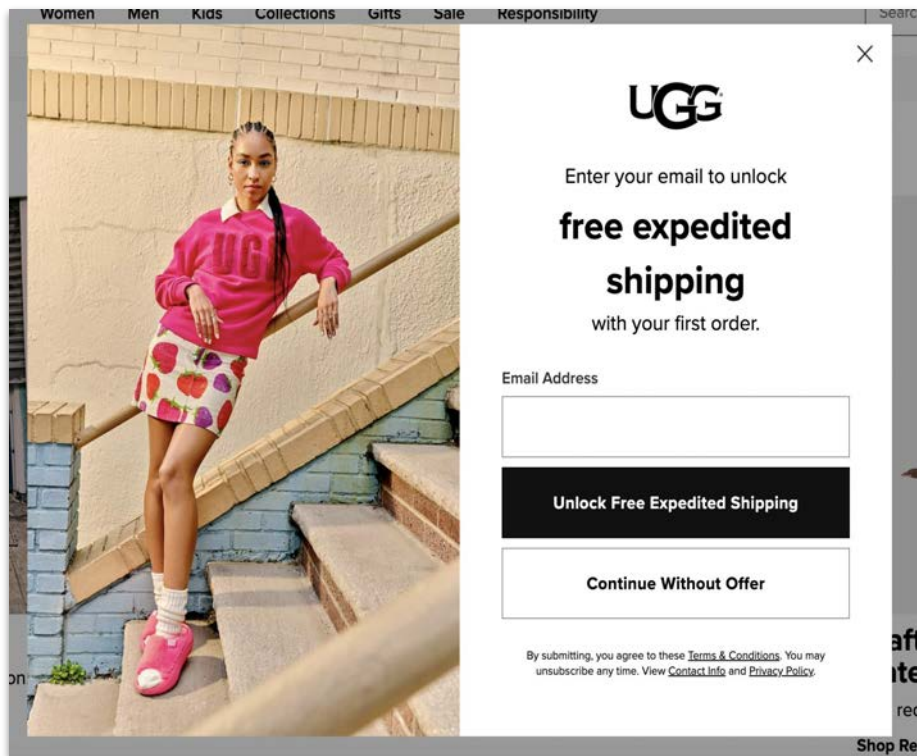 Women Men Kids Collections Gifts Sale Responsibility
UGG
UGG
Enter your email to unlock
free expedited
shipping
with your first order.
Email Address
Unlock Free Expedited Shipping
Continue Without Offer
By submitting, you agree to these Terms & Conditions. You may
unsubscribe any time. View Contact Info and Privacy Policy.
Shop